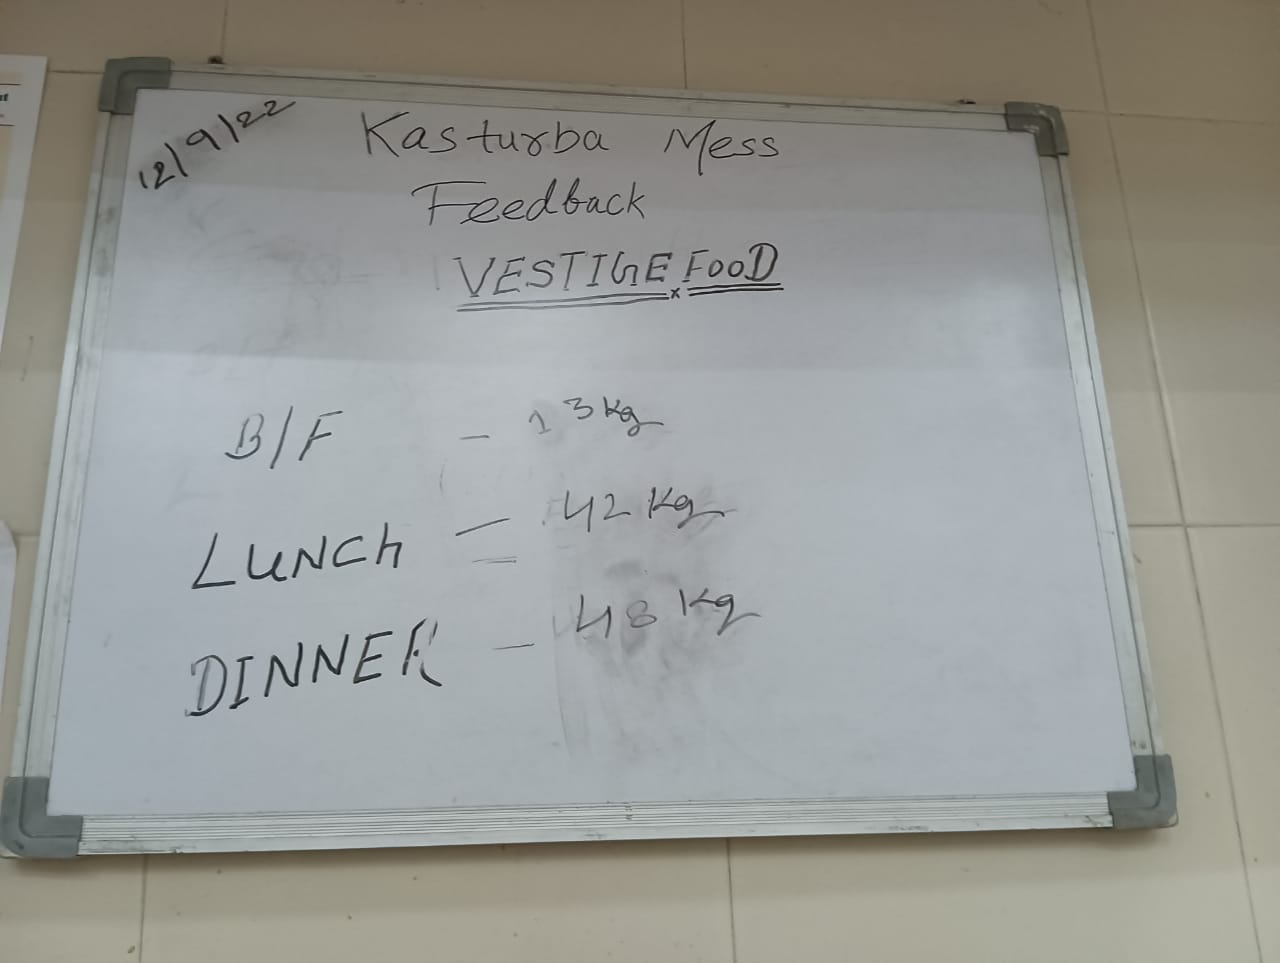 12/9/22
Kasturba Mess
Feedback
VESTIGE FOOD
B/F - 13 Kg
LUNCH - 42 Kg
DINNER - 48 Kg